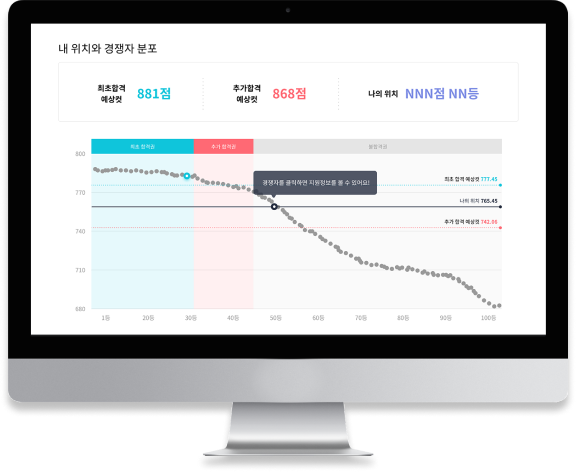 내 위치와 경쟁자 분포
최초합격
예상컷
881점
추가합격
예상컷
868점
나의 위치
NNN점 NN등
최초 합격권
추가 합격권
불합격권
800
770
740
710
680
경쟁자를 클릭하면 지원정보를 볼 수 있어요!
최초 합격 예상컷 777.45
나의 위치 765.45
추가 합격 예상컷 742.06
1등
20등
30등
40등
50등
60등
70등
80등
90등
100등